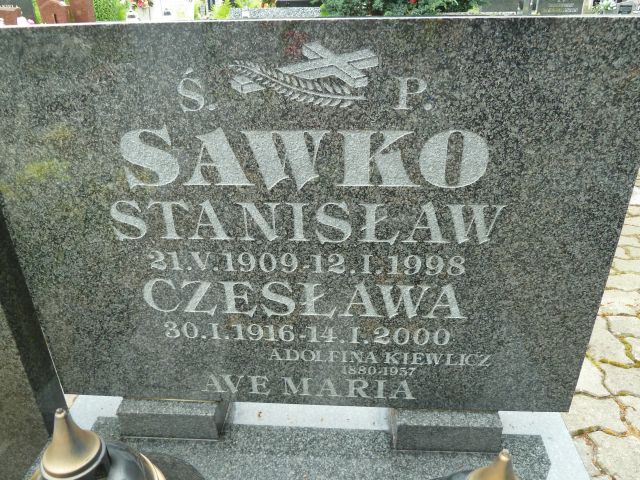 Ś. P.
SAWKO
STANISŁAW
21.V.1909-12.I.1998
CZESŁAWA
30.I.1916-14.I.2000
ADOLFINA KIEWLICZ
1880-1957
AVE MARIA